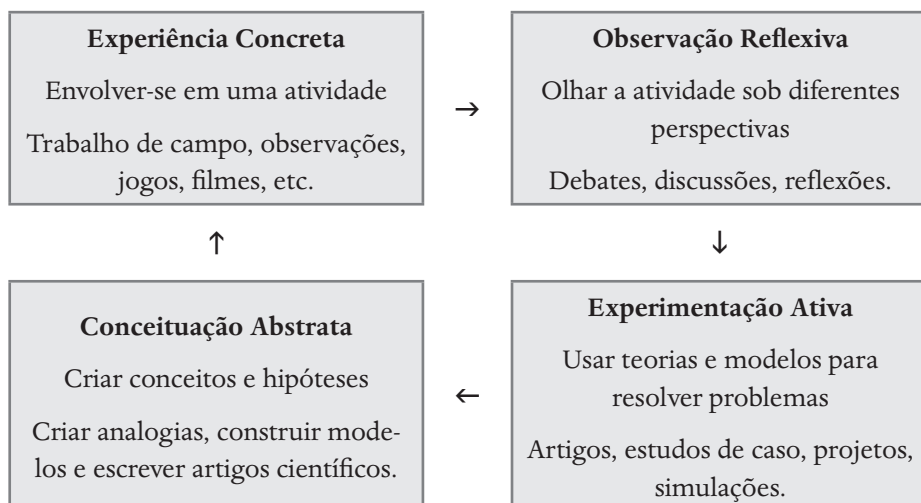 Experiência Concreta
Envolver-se em uma atividade
Trabalho de campo, observações,
jogos, filmes, etc.
→
Observação Reflexiva
Olhar a atividade sob diferentes
perspectivas
Debates, discussões, reflexões.
↑
↓
Conceituação Abstrata
Criar conceitos e hipóteses
Criar analogias, construir mode-
los e escrever artigos científicos.
←
Experimentação Ativa
Usar teorias e modelos para
resolver problemas
Artigos, estudos de caso, projetos,
simulações.